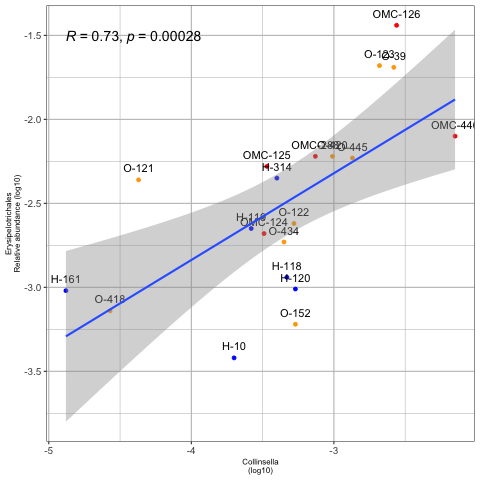 OMC-126
R = 0.73, p = 0.00028
O-123
O-39
OMC-446
O-445
OMC-125
H-314
O-121
O-122
OMC-124
O-434
H-118
H-120
H-161
O-418
O-152
H-10
-1.5
-2.0
-2.5
-3.0
-3.5
-5
-4
-3
Erysipelotrichales
Relative abundance (log10)
Collinsella
(log10)